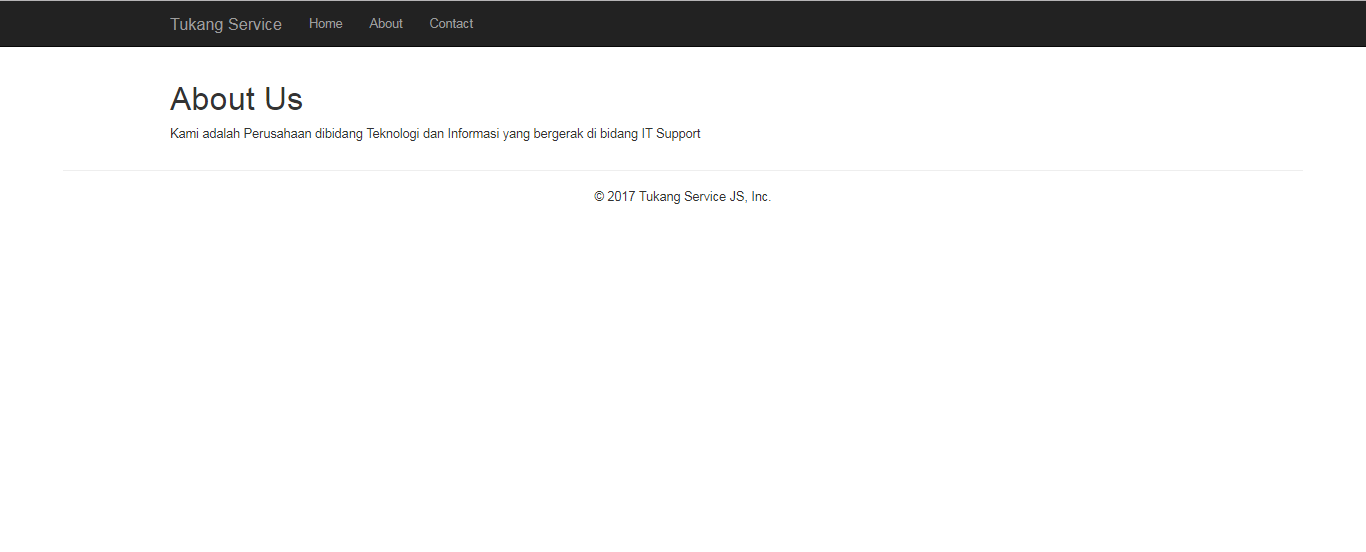 Tukang Service Home About Contact
About Us
Kami adalah Perusahaan dibidang Teknologi dan Informasi yang bergerak di bidang IT Support
© 2017 Tukang Service JS, Inc.